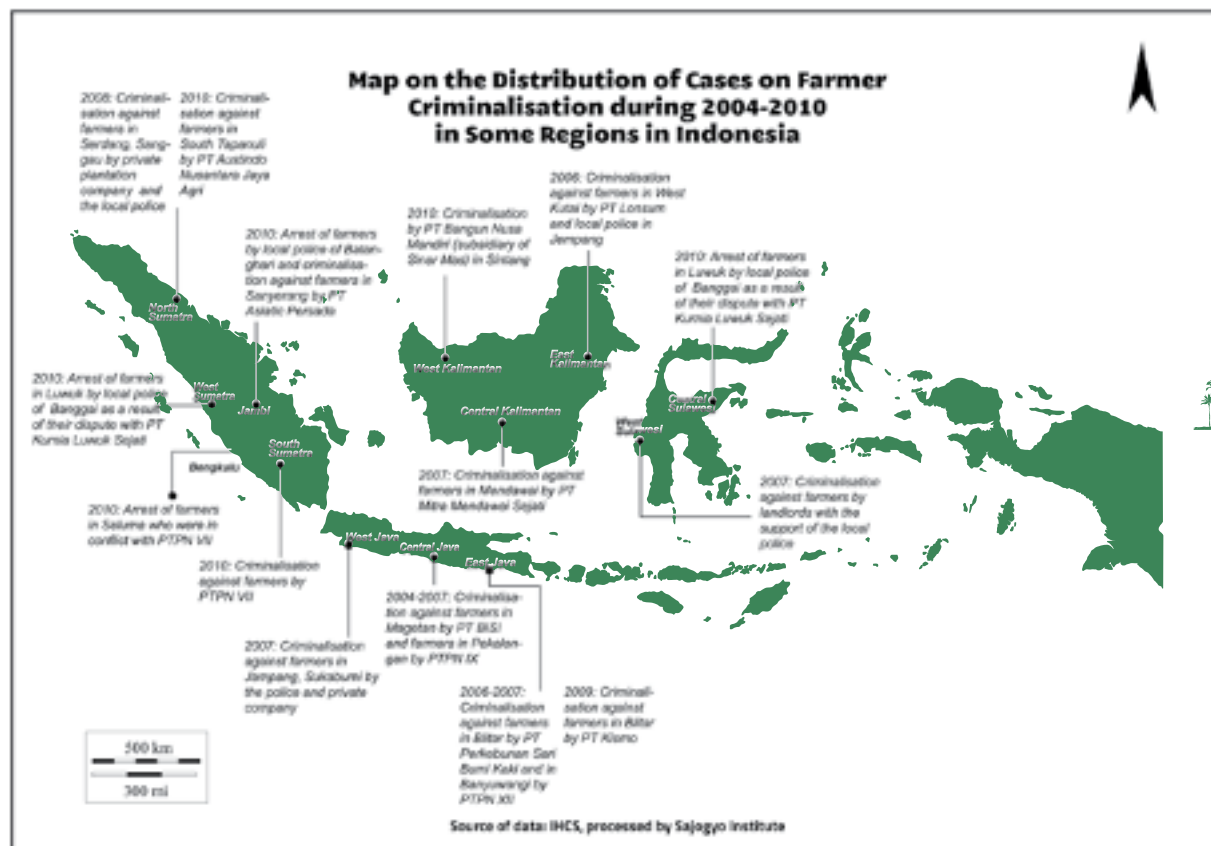 Map on the Distribution of Cases on Farmer
Criminalisation during 2004-2010
in Some Regions in Indonesia
2008: Criminali-
sation against
farmers in
Serdang, Sang-
gau by private
plantation
company and
the local police
2010: Criminali-
sation against
farmers in
South Tapanuli
by PT Austindo
Nusantara Jaya
Agri
2010: Arrest of farmers
by local police of Batan-
ghari and criminalisa-
tion against farmers in
by PT
Asiatic Persada
2010: Criminalisation
by PT Bangun Nusa
Mandiri (subsidiary of
Sinar Mas) in Sintang
2006: Criminalisation
against farmers in West
Kutai by PT Lonsum
and local police in
Jempang
2010: Arrest of farmers
in Luwuk by local police
of Banggai as a result
of their dispute with PT
Kurnia Luwuk Sejati
North
Sumatra
West
Sumatra
Jambi
South
Sumatra
Bengkulu
West Kalimantan
East
Kalimantan
Central Kalimantan
Central
Sulawesi
West
Sulawesi
2010: Arrest of farmers
in Luwuk by local police
of Banggai as a result
of their dispute with PT
Kurnia Luwuk Sejati
2010: Arrest of farmers
in Seluma who were in
conflict with PTPN VII
2010: Criminalisation
against farmers by
PTPN VII
2007: Criminalisation against
farmers in Mendawai by PT
Mitra Mendawai Sejati
2007: Criminalisation
against farmers by
landlords with the
support of the local
police
West Java
Central Java
East Java
2007: Criminalisation
against farmers in
Jampang, Sukabumi by
the police and private
company
2004-2007: Criminalisa-
tion against farmers in
Magetan by PT BISI
and farmers in Pekalon-
gan by PTPN IX
2006-2007:
Criminalisation
against farmers
in Blitar by PT
Perkebunan Sari
Bumi and in
Banyuwangi by
PTPN XII
2009: Criminali-
sation against
farmers in Blitar
by PT Kismo
500 km
300 mi
Source of data: IHCS, processed by Sajogyo Institute